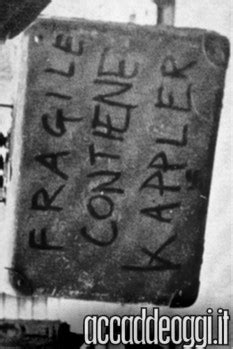 FRAGILE
CONTIENE
KAPPLER
accaddeoggi.it